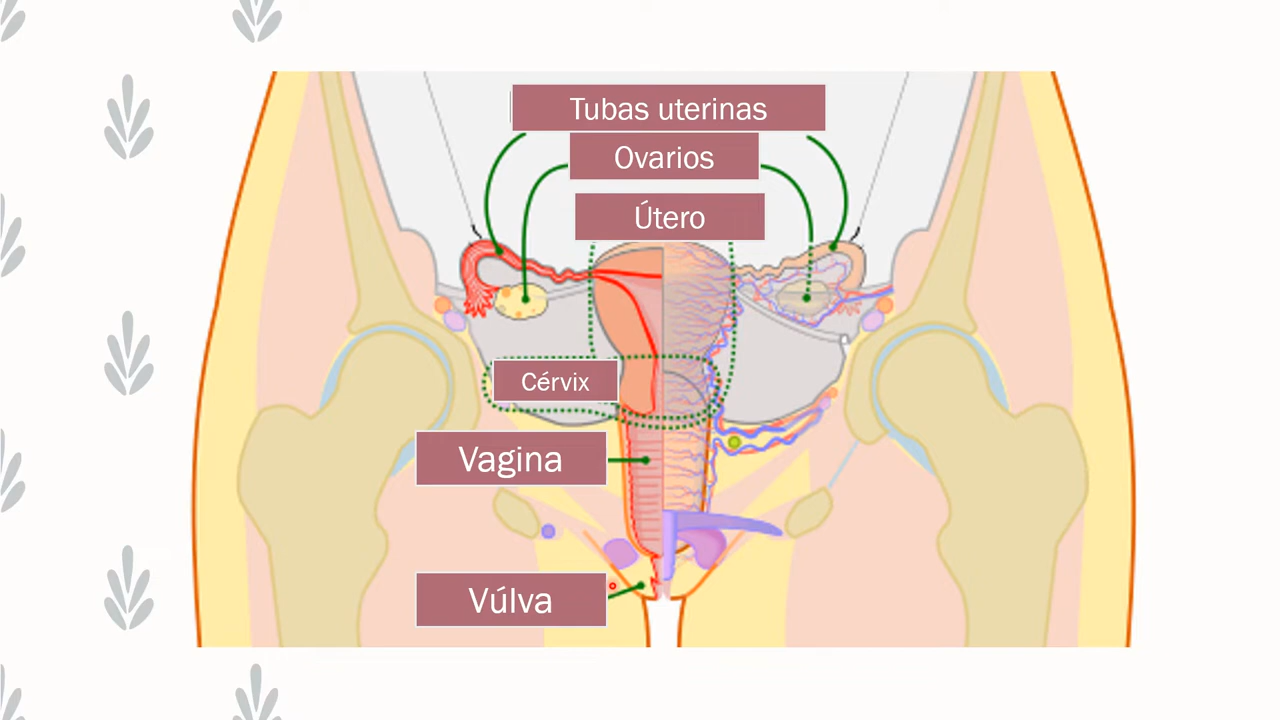 Tubas uterinas
Ovarios
Útero
Cérvix
Vagina
Vúlva